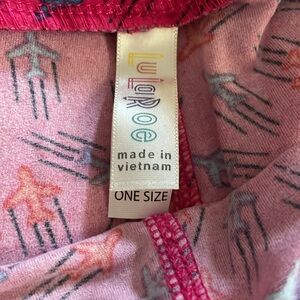 LuLaRoe
made in
vietnam
ONE SIZE